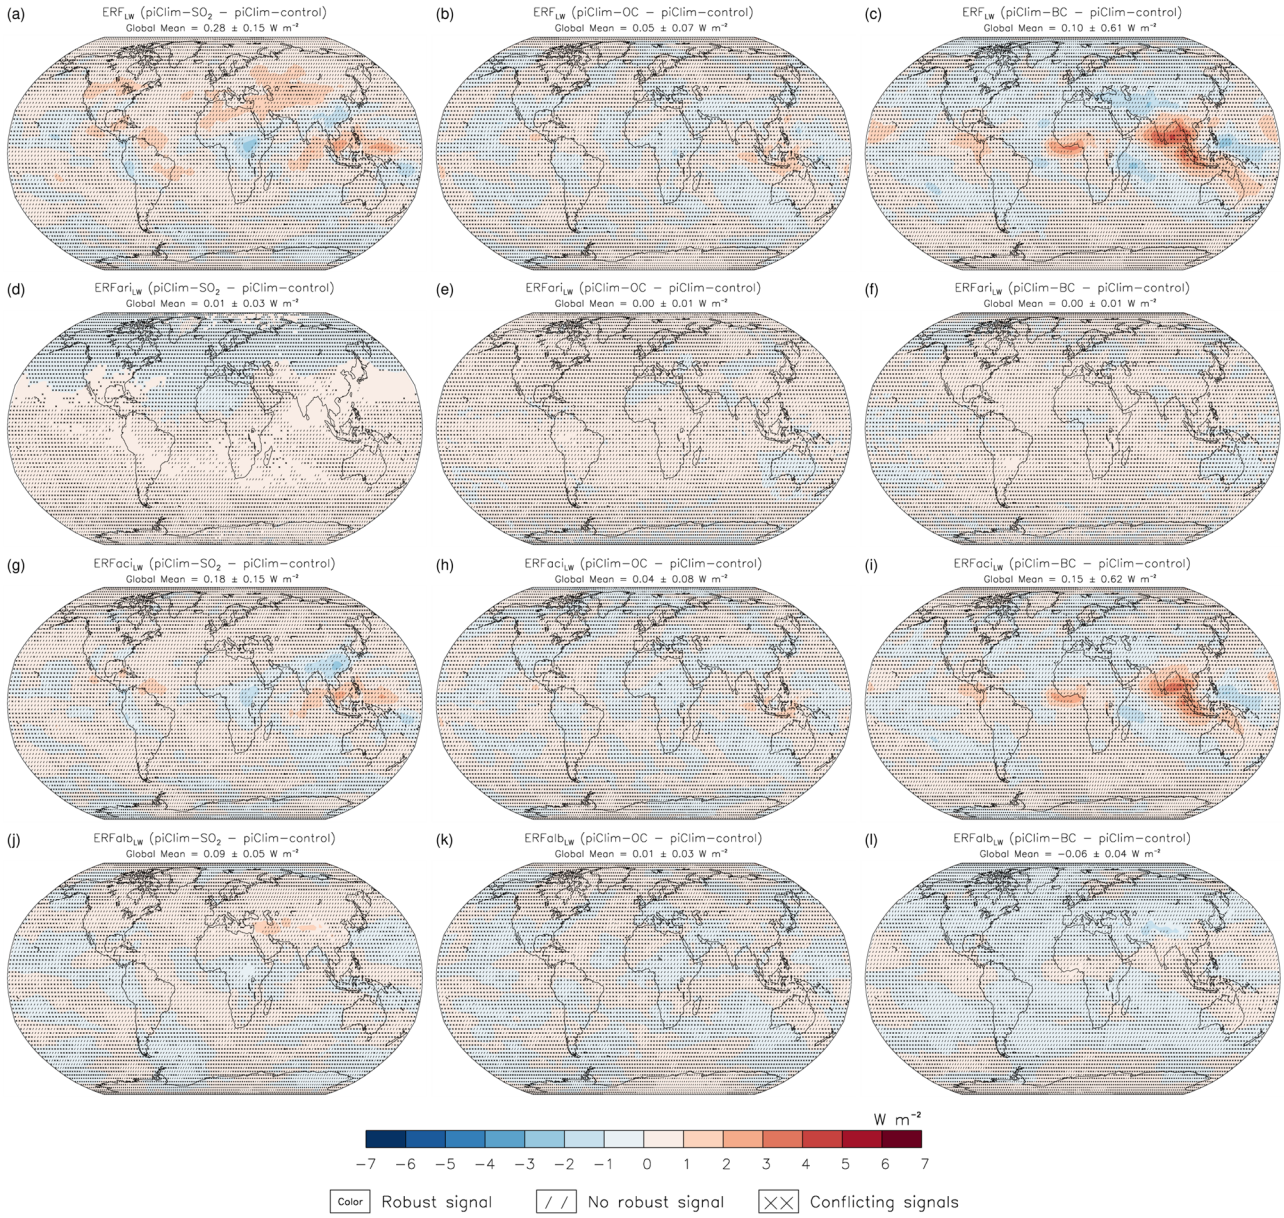 (a) ERF_LW (piClim−SO₂ − piClim−control)
Global Mean = 0.28 ± 0.15 W m⁻²
(b) ERF_LW (piClim−OC − piClim−control)
Global Mean = 0.05 ± 0.07 W m⁻²
(c) ERF_LW (piClim−BC − piClim−control)
Global Mean = 0.10 ± 0.61 W m⁻²
(d) ERFari_LW (piClim−SO₂ − piClim−control)
Global Mean = 0.01 ± 0.03 W m⁻²
(e) ERFari_LW (piClim−OC − piClim−control)
Global Mean = 0.00 ± 0.01 W m⁻²
(f) ERFari_LW (piClim−BC − piClim−control)
Global Mean = 0.00 ± 0.01 W m⁻²
(g) ERFaci_LW (piClim−SO₂ − piClim−control)
Global Mean = 0.18 ± 0.15 W m⁻²
(h) ERFaci_LW (piClim−OC − piClim−control)
Global Mean = 0.04 ± 0.08 W m⁻²
(i) ERFaci_LW (piClim−BC − piClim−control)
Global Mean = 0.15 ± 0.62 W m⁻²
(j) ERFalb_LW (piClim−SO₂ − piClim−control)
Global Mean = 0.09 ± 0.05 W m⁻²
(k) ERFalb_LW (piClim−OC − piClim−control)
Global Mean = 0.01 ± 0.03 W m⁻²
(l) ERFalb_LW (piClim−BC − piClim−control)
Global Mean = −0.06 ± 0.04 W m⁻²
W m⁻²
−7 −6 −5 −4 −3 −2 −1 0 1 2 3 4 5 6 7
Color Robust signal No robust signal Conflicting signals